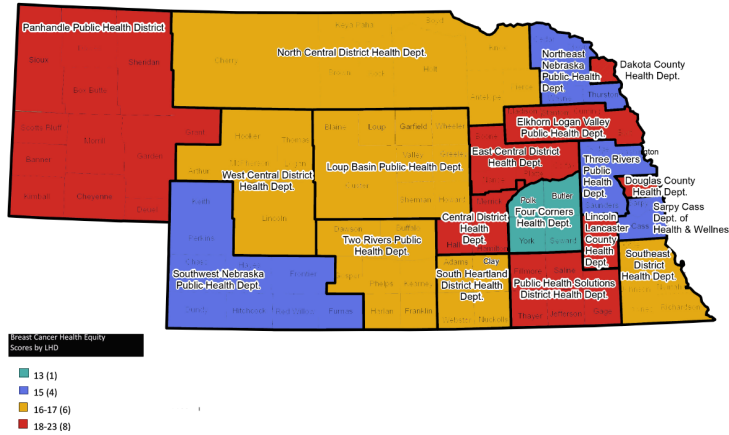 Panhandle Public Health District
North Central District Health Dept.
Northeast
Nebraska
Public Health
Dept.
Dakota County
Health Dept.
Elkhorn Logan Valley
Public Health Dept.
East Central District
Health Dept.
Loup Basin Public Health Dept.
West Central District
Health Dept.
Three Rivers
Public
Health
Dept.
Douglas County
Health Dept.
Sarpy Cass
Dept. of
Health & Wellnes
Polk
Butler
Four Corners
Health Dept.
York
Seward
Central District
Health
Dept.
Lincoln
Lancaster
County
Health
Dept.
Two Rivers Public
Health Dept.
Clay
South Heartland
District Health
Dept.
Southeast
District
Health Dept.
Southwest Nebraska
Public Health Dept.
Public Health Solutions
District Health Dept.
Sioux
Sheridan
Box Butte
Scotts Bluff
Morrill
Garden
Banner
Kimball
Cheyenne
Deuel
Grant
Cherry
Hooker
Thomas
Arthur
Lincoln
Keith
Perkins
Frontier
Hitchcock
Furnas
Blaine
Loup
Garfield
Wheeler
Valley
Custer
Sherman
Howard
Phelps
Harlan
Franklin
Adams
Webster
Thurston
Cass
Thayer
Jefferson
Gage
Breast Cancer Health Equity
Scores by LHD
13 (1)
15 (4)
16-17 (6)
18-23 (8)